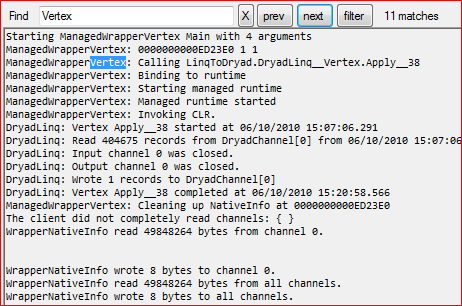 Find Vertex X prev next filter 11 matches
Starting ManagedWrapperVertex Main with 4 arguments
ManagedWrapperVertex: 0000000000ED23E0 1 1
ManagedWrapperVertex: Calling LinqToDryad.DryadLinq__Vertex.Apply__38
ManagedWrapperVertex: Binding to runtime
ManagedWrapperVertex: Starting managed runtime
ManagedWrapperVertex: Managed runtime started
ManagedWrapperVertex: Invoking CLR.
DryadLinq: Vertex Apply__38 started at 06/10/2010 15:07:06.291
DryadLinq: Read 404675 records from DryadChannel[0] from 06/10/2010 15:07:06
DryadLinq: Input channel 0 was closed.
DryadLinq: Output channel 0 was closed.
DryadLinq: Wrote 1 records to DryadChannel[0]
DryadLinq: Vertex Apply__38 completed at 06/10/2010 15:20:58.566
ManagedWrapperVertex: Cleaning up NativeInfo at 0000000000ED23E0
The client did not completely read channels: { }
WrapperNativeInfo read 49848264 bytes from channel 0.
WrapperNativeInfo wrote 8 bytes to channel 0.
WrapperNativeInfo read 49848264 bytes from all channels.
WrapperNativeInfo wrote 8 bytes to all channels.